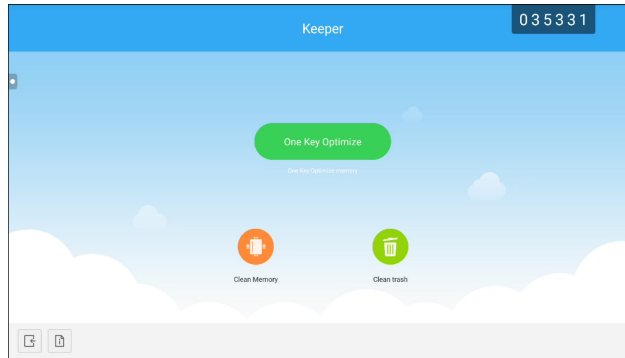 Keeper
035331
One Key Optimize
One Key Optimize memory
Clean Memory
Clean trash